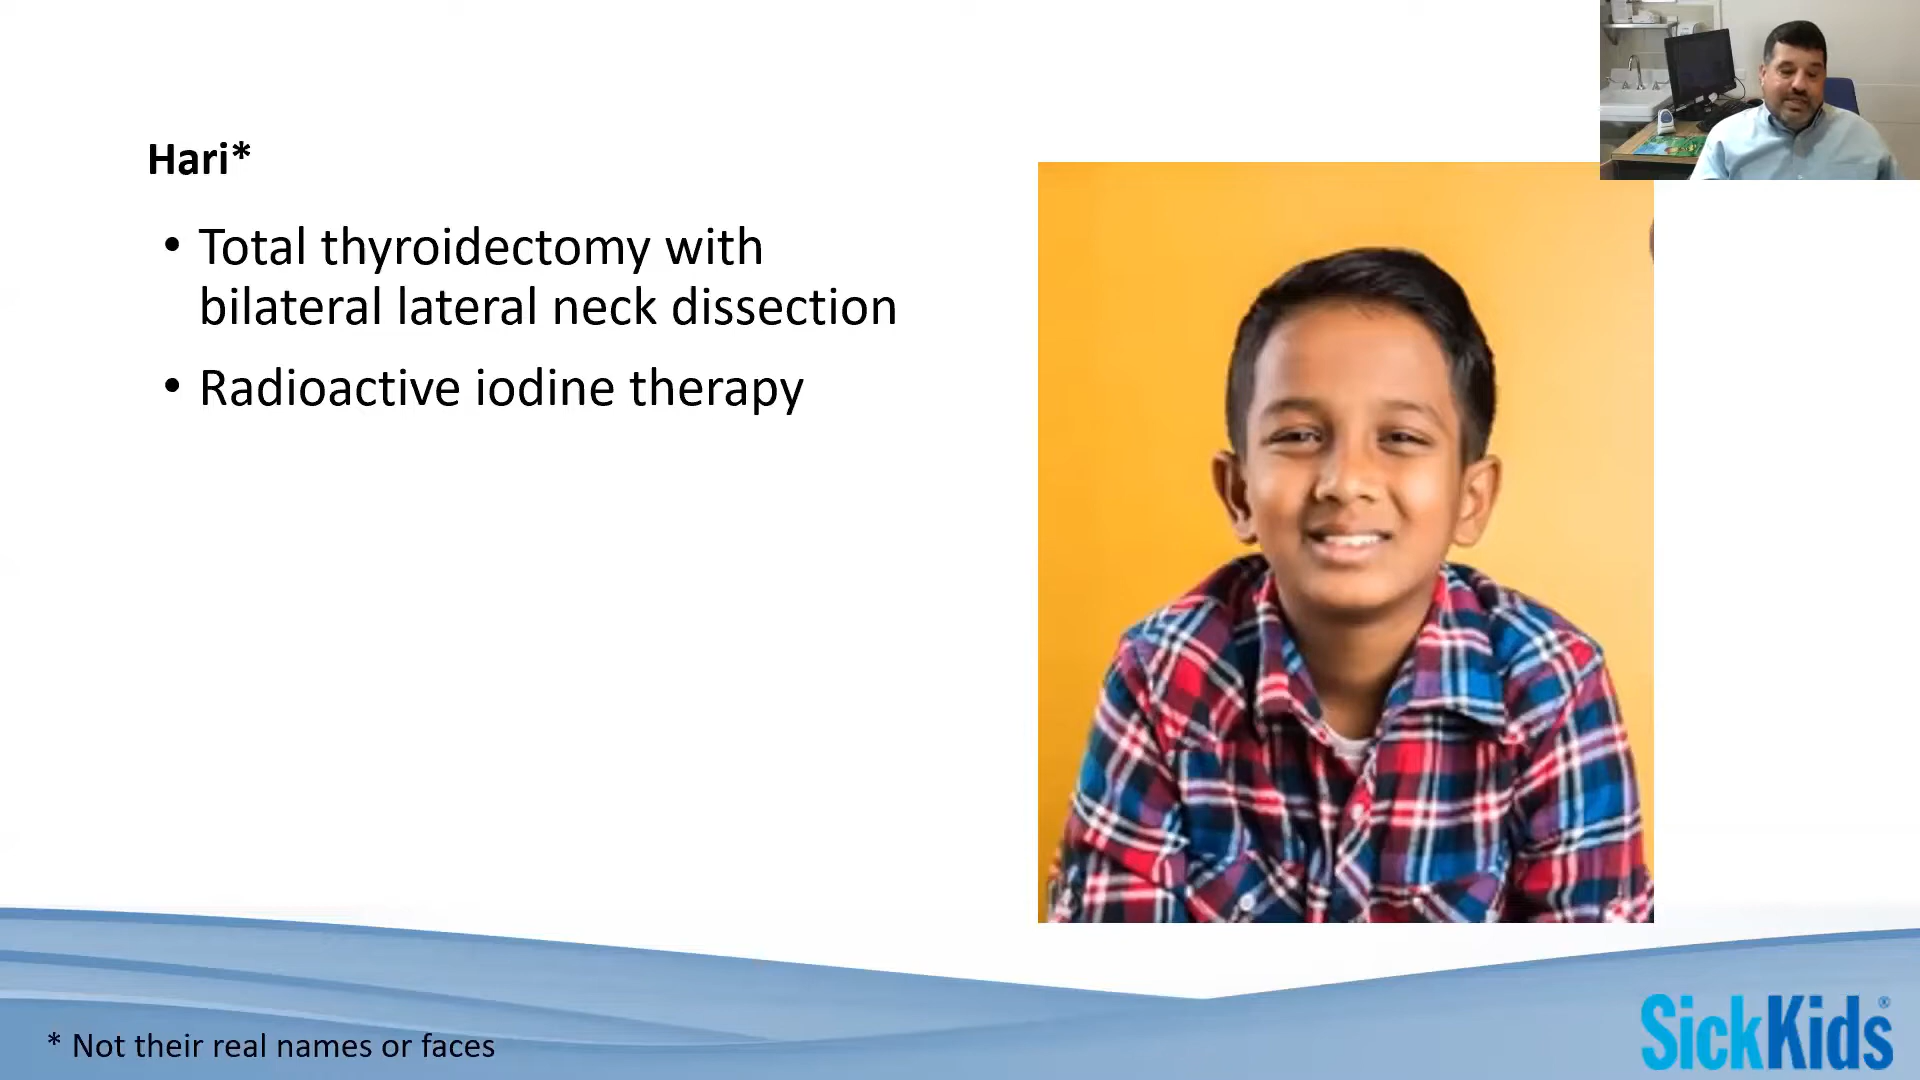 Hari*
• Total thyroidectomy with
bilateral lateral neck dissection
• Radioactive iodine therapy
* Not their real names or faces
SickKids®